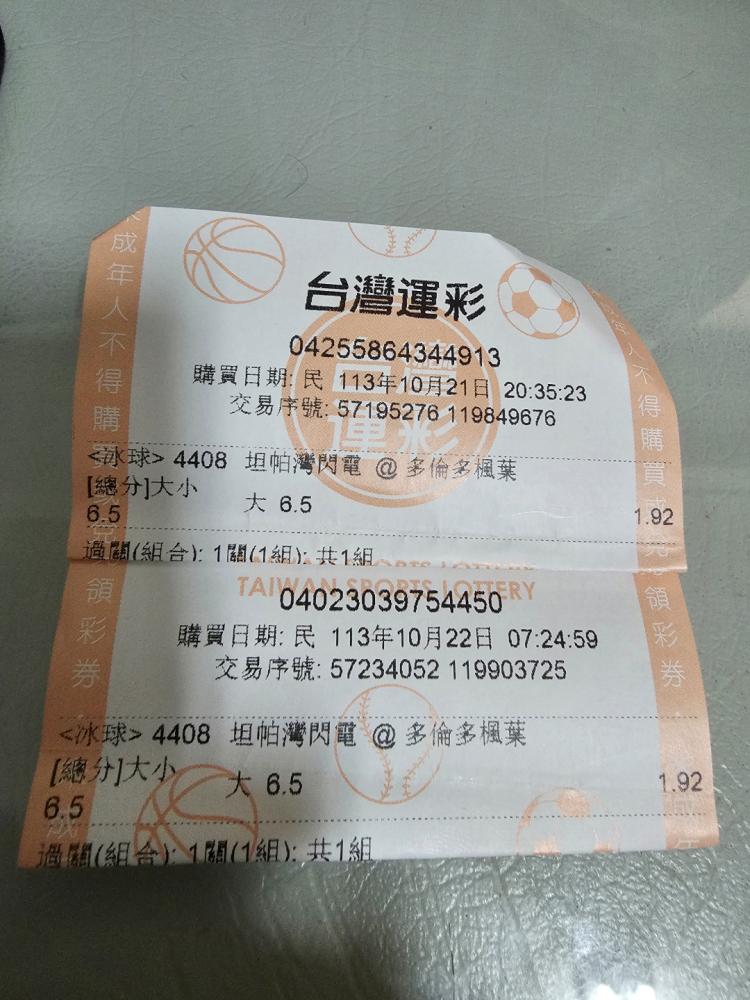 台灣運彩
04255864344913
購買日期: 民 113年10月21日 20:35:23
交易序號: 57195276 119849676
<冰球> 4408 坦帕灣閃電 @ 多倫多楓葉
[總分]大小
6.5 大 6.5 1.92
過關(組合): 1關(1組): 共1組
TAIWAN SPORTS LOTTERY
04023039754450
購買日期: 民 113年10月22日 07:24:59
交易序號: 57234052 119903725
<冰球> 4408 坦帕灣閃電 @ 多倫多楓葉
[總分]大小
6.5 大 6.5 1.92
過關(組合): 1關(1組): 共1組
成年人不得購買
領彩券
年人不得購買
領彩券